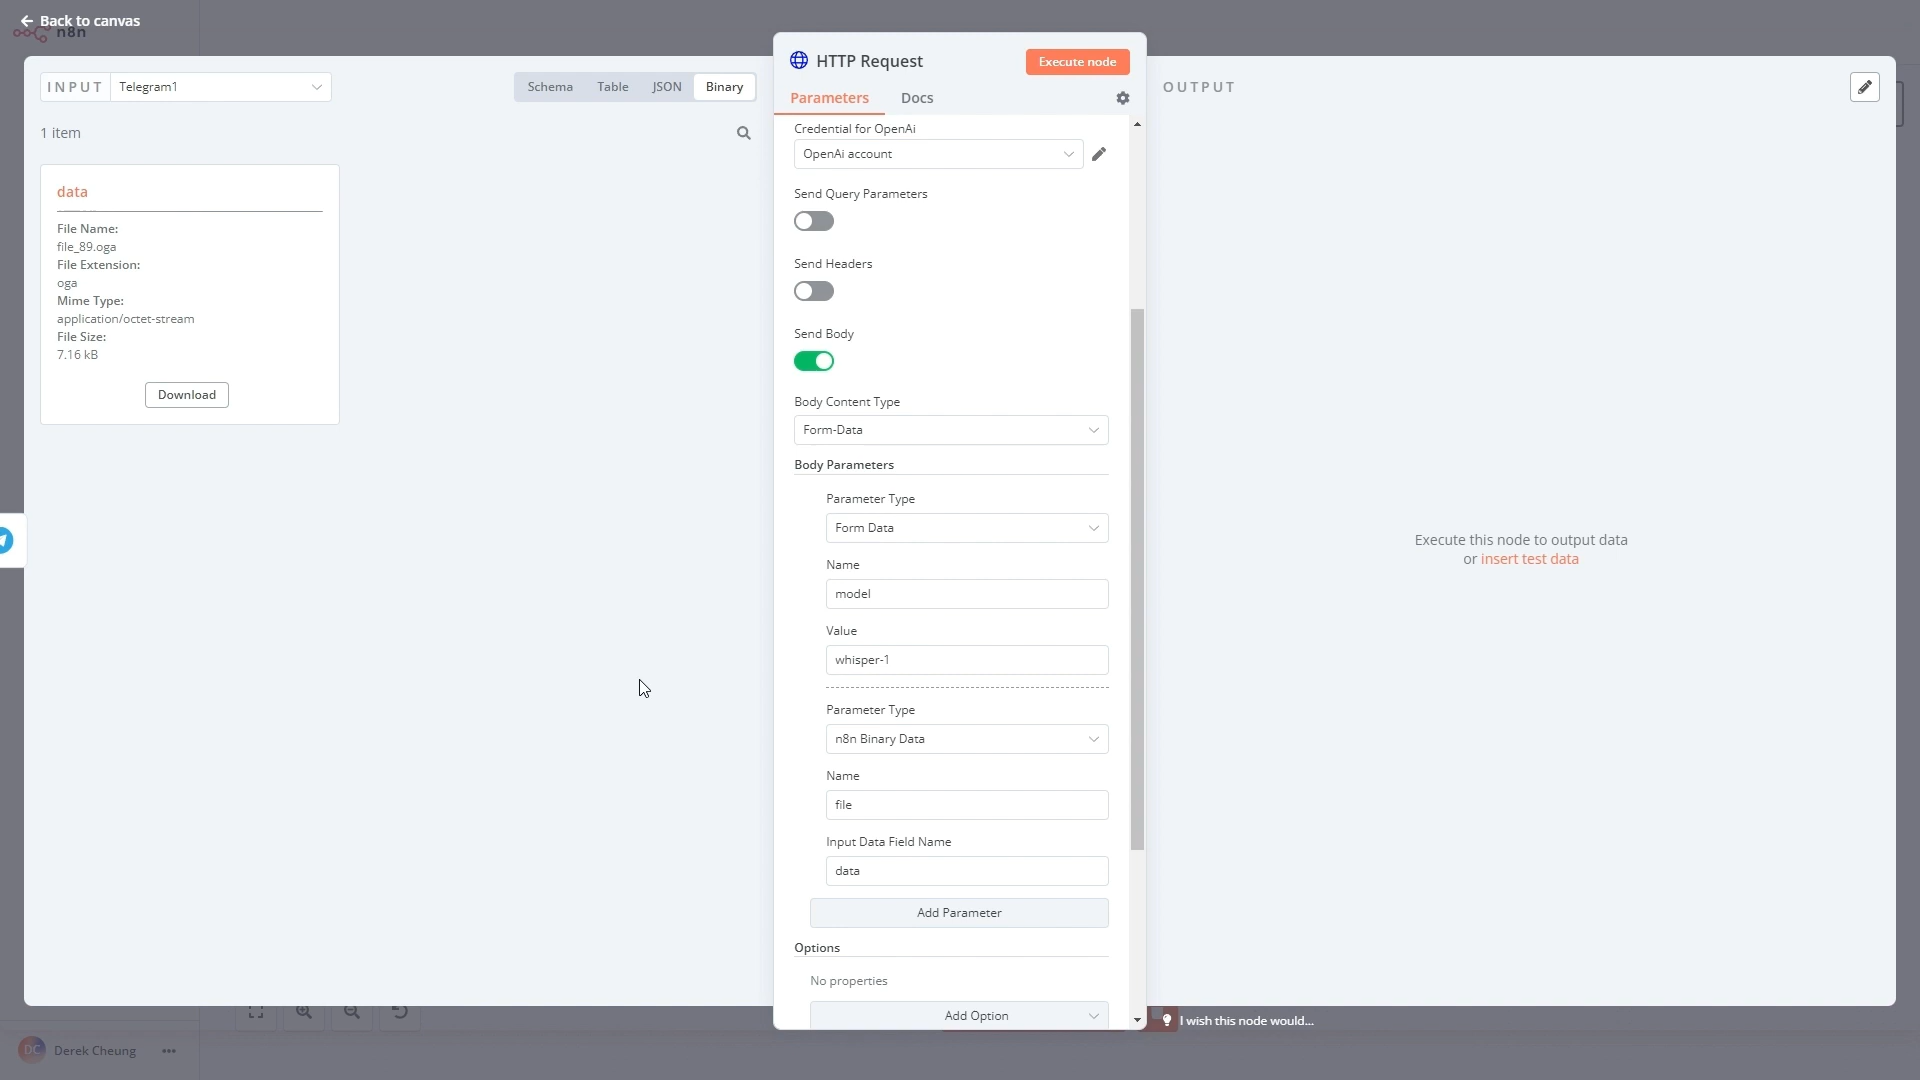 Back to canvas
n8n
INPUT
Telegram1
Schema
Table
JSON
Binary
1 item
data
File Name:
file_89.oga
File Extension:
oga
Mime Type:
application/octet-stream
File Size:
7.16 kB
Download
HTTP Request
Execute node
Parameters
Docs
Credential for OpenAi
OpenAi account
Send Query Parameters
Send Headers
Send Body
Body Content Type
Form-Data
Body Parameters
Parameter Type
Form Data
Name
model
Value
whisper-1
Parameter Type
n8n Binary Data
Name
file
Input Data Field Name
data
Add Parameter
Options
No properties
Add Option
OUTPUT
Execute this node to output data
or insert test data
I wish this node would...
DC
Derek Cheung